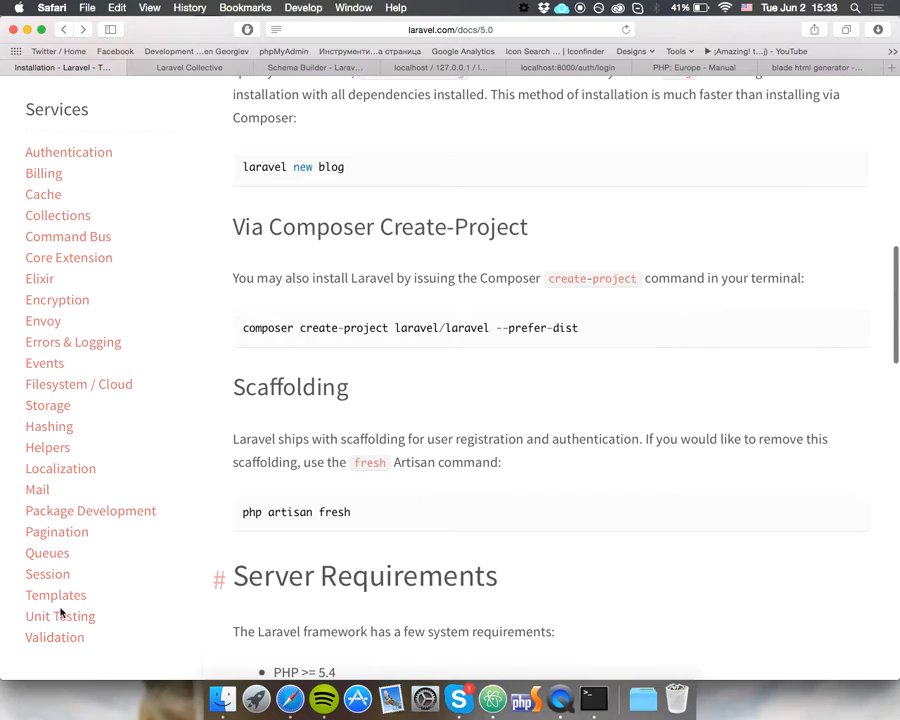 Safari File Edit View History Bookmarks Develop Window Help 41% Tue Jun 2 15:33
laravel.com/docs/5.0
Twitter / Home Facebook Development ... en Georgiev phpMyAdmin Инструменти...а страница Google Analytics Icon Search ... | Iconfinder Designs Tools ▶ ¡Amazing! t...j) - YouTube >>
Installation - Laravel - T... Laravel Collective Schema Builder - Larav... localhost / 127.0.0.1 / l... localhost:8000/auth/login PHP: Europe - Manual blade html generator -... +
Services
Authentication
Billing
Cache
Collections
Command Bus
Core Extension
Elixir
Encryption
Envoy
Errors & Logging
Events
Filesystem / Cloud
Storage
Hashing
Helpers
Localization
Mail
Package Development
Pagination
Queues
Session
Templates
Unit Testing
Validation
installation with all dependencies installed. This method of installation is much faster than installing via
Composer:
laravel new blog
Via Composer Create-Project
You may also install Laravel by issuing the Composer create-project command in your terminal:
composer create-project laravel/laravel --prefer-dist
Scaffolding
Laravel ships with scaffolding for user registration and authentication. If you would like to remove this
scaffolding, use the fresh Artisan command:
php artisan fresh
# Server Requirements
The Laravel framework has a few system requirements:
• PHP >= 5.4
1
php